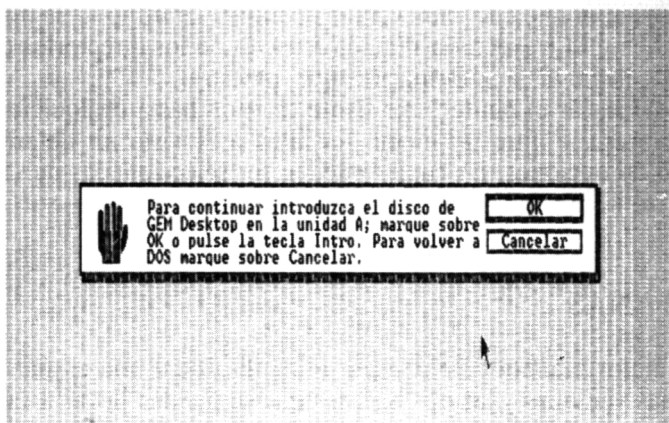 Para continuar introduzca el disco de
GEM Desktop en la unidad A; marque sobre
OK o pulse la tecla Intro. Para volver a
DOS marque sobre Cancelar.
OK
Cancelar